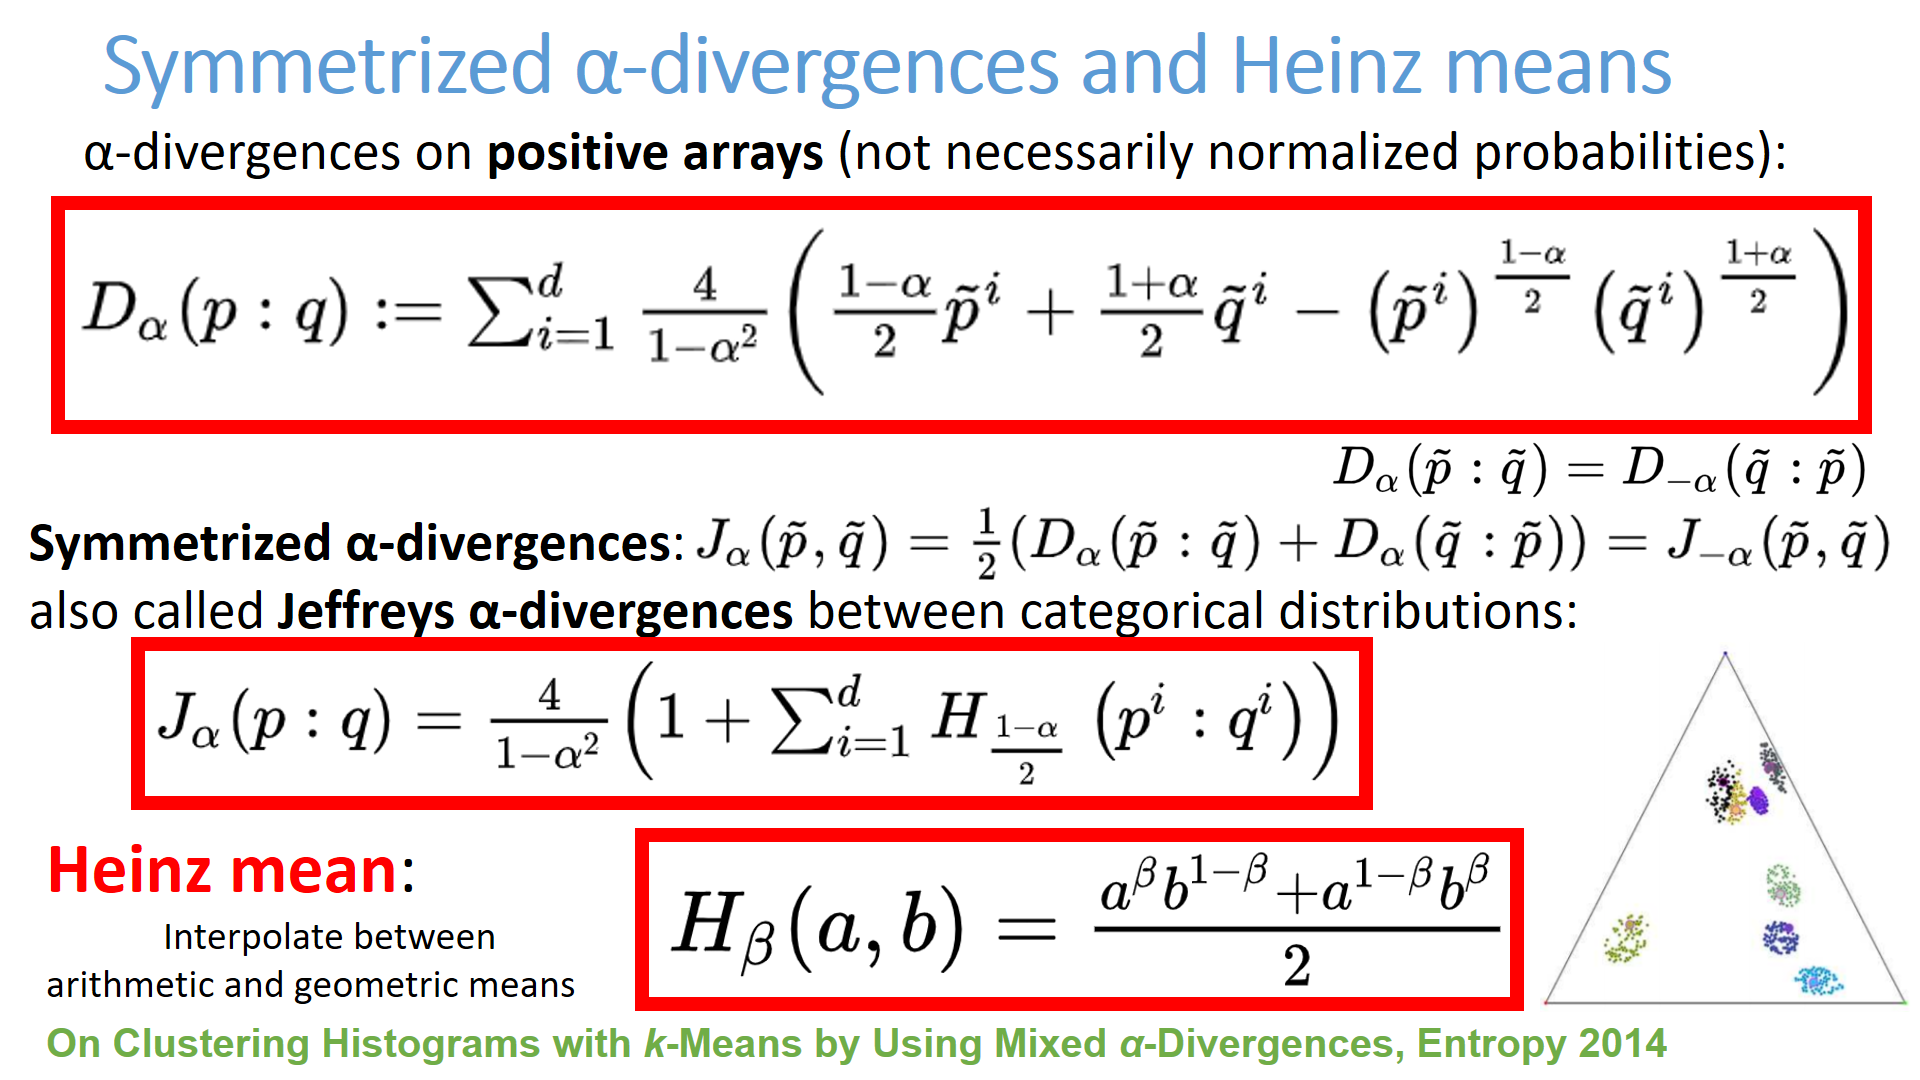 Symmetrized α-divergences and Heinz means
α-divergences on positive arrays (not necessarily normalized probabilities):
$D_\alpha(p : q) := \sum_{i=1}^{d} \frac{4}{1-\alpha^2} \left( \frac{1-\alpha}{2} \tilde{p}^i + \frac{1+\alpha}{2} \tilde{q}^i - (\tilde{p}^i)^{\frac{1-\alpha}{2}} (\tilde{q}^i)^{\frac{1+\alpha}{2}} \right)$
$D_\alpha(\tilde{p} : \tilde{q}) = D_{-\alpha}(\tilde{q} : \tilde{p})$
Symmetrized α-divergences: $J_\alpha(\tilde{p}, \tilde{q}) = \frac{1}{2}(D_\alpha(\tilde{p} : \tilde{q}) + D_\alpha(\tilde{q} : \tilde{p})) = J_{-\alpha}(\tilde{p}, \tilde{q})$
also called Jeffreys α-divergences between categorical distributions:
$J_\alpha(p : q) = \frac{4}{1-\alpha^2} \left( 1 + \sum_{i=1}^{d} H_{\frac{1-\alpha}{2}} (p^i : q^i) \right)$
Heinz mean:
$H_\beta(a, b) = \frac{a^\beta b^{1-\beta} + a^{1-\beta} b^\beta}{2}$
Interpolate between
arithmetic and geometric means
On Clustering Histograms with k-Means by Using Mixed α-Divergences, Entropy 2014